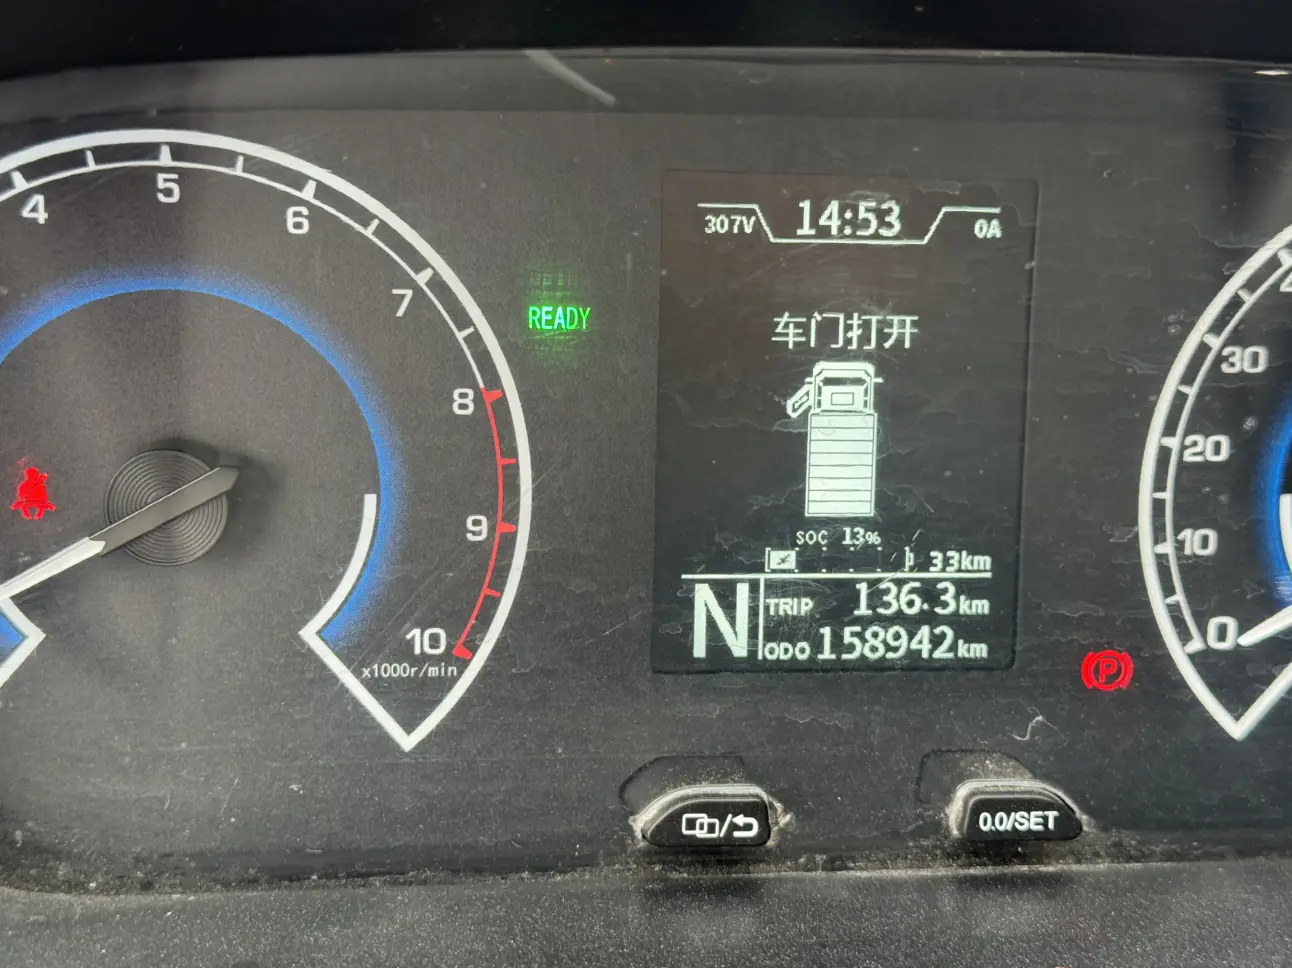 4
5
6
7
8
9
10
x1000r/min
READY
307V
14:53
0A
车门打开
SOC 13%
33km
N
TRIP 136.3km
ODO 158942km
30
20
10
0
P
/
0.0/SET